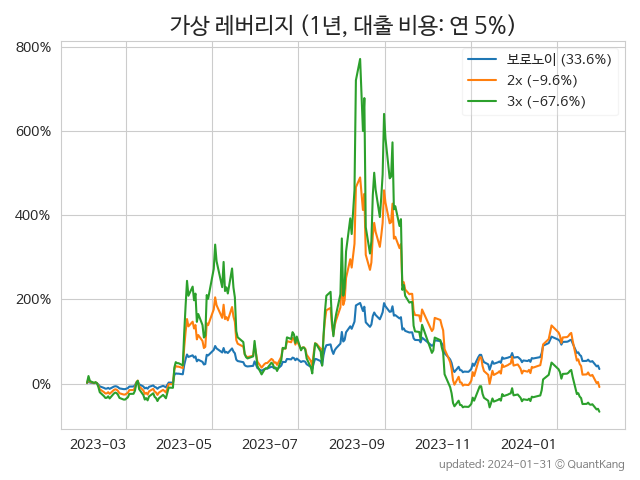 가상 레버리지 (1년, 대출 비용: 연 5%)
800%
600%
400%
200%
0%
보로노이 (33.6%)
2x (-9.6%)
3x (-67.6%)
2023-03 2023-05 2023-07 2023-09 2023-11 2024-01
updated: 2024-01-31 © QuantKang